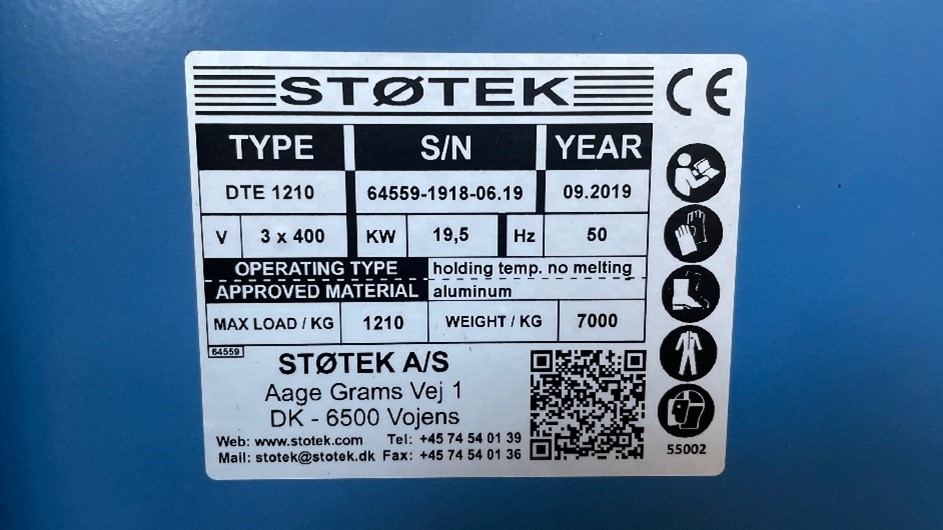 STØTEK
CE
TYPE S/N YEAR
DTE 1210 64559-1918-06.19 09.2019
V 3 x 400 KW 19,5 Hz 50
OPERATING TYPE holding temp. no melting
APPROVED MATERIAL aluminum
MAX LOAD / KG 1210 WEIGHT / KG 7000
64559
STØTEK A/S
Aage Grams Vej 1
DK - 6500 Vojens
Web: www.stotek.com Tel: +45 74 54 01 39
Mail: stotek@stotek.dk Fax: +45 74 54 01 36
55002